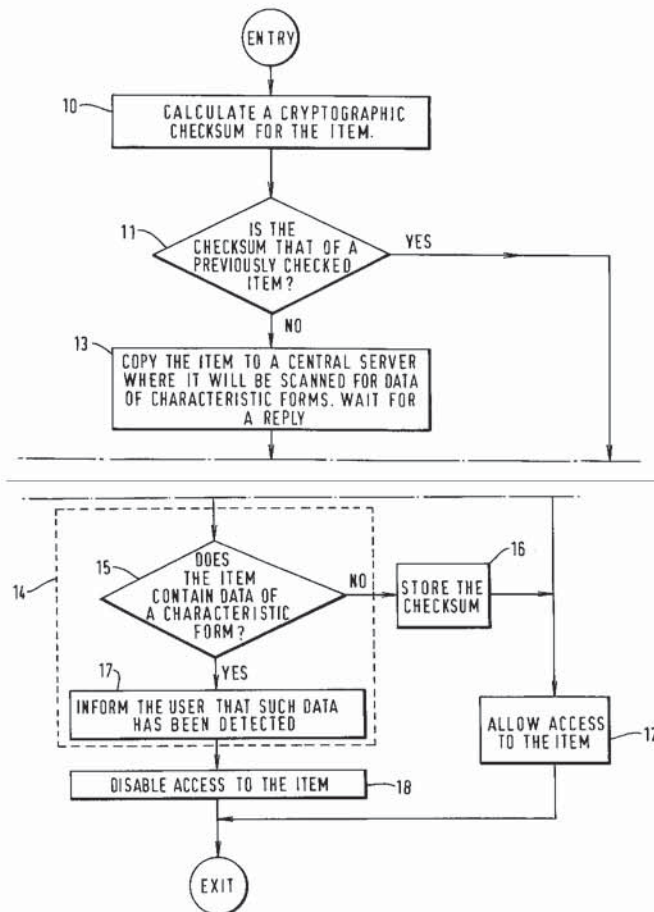 ENTRY
10
CALCULATE A CRYPTOGRAPHIC
CHECKSUM FOR THE ITEM.
11
IS THE
CHECKSUM THAT OF A
PREVIOUSLY CHECKED
ITEM?
YES
NO
13
COPY THE ITEM TO A CENTRAL SERVER
WHERE IT WILL BE SCANNED FOR DATA
OF CHARACTERISTIC FORMS. WAIT FOR
A REPLY
14
15
DOES
THE ITEM
CONTAIN DATA OF
A CHARACTERISTIC
FORM?
NO
16
STORE THE
CHECKSUM
YES
17
INFORM THE USER THAT SUCH DATA
HAS BEEN DETECTED
ALLOW ACCESS
TO THE ITEM
DISABLE ACCESS TO THE ITEM
18
EXIT